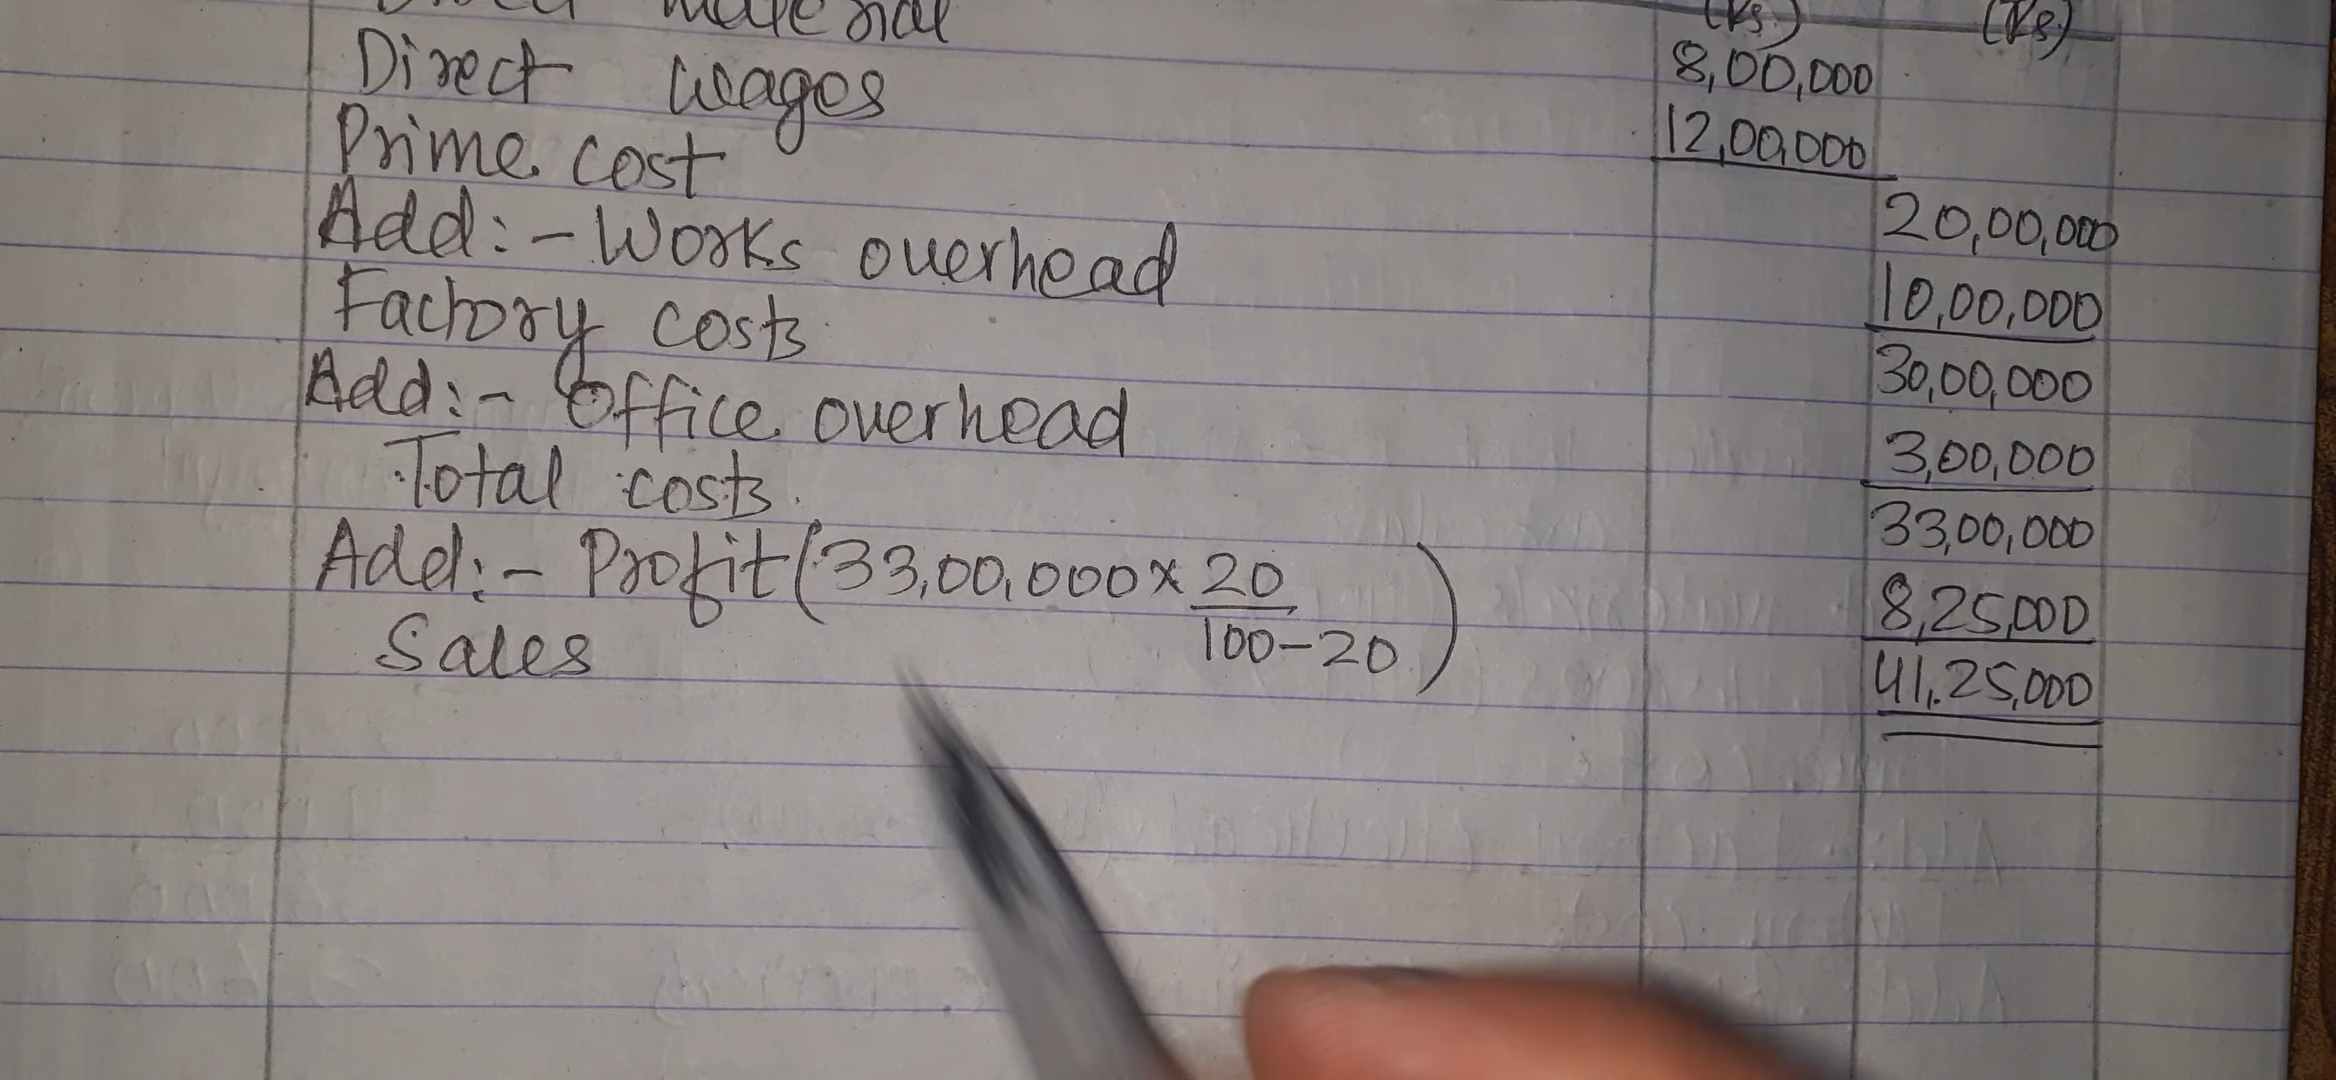 Direct material (Rs.) (Rs)
Direct wages 8,00,000
Prime cost 12,00,000
Add:- Works overhead 20,00,000
Factory costs 10,00,000
Add:- Office overhead 30,00,000
Total costs. 3,00,000
33,00,000
Add:- Profit (33,00,000 × 20/100-20) 8,25,000
Sales 41,25,000